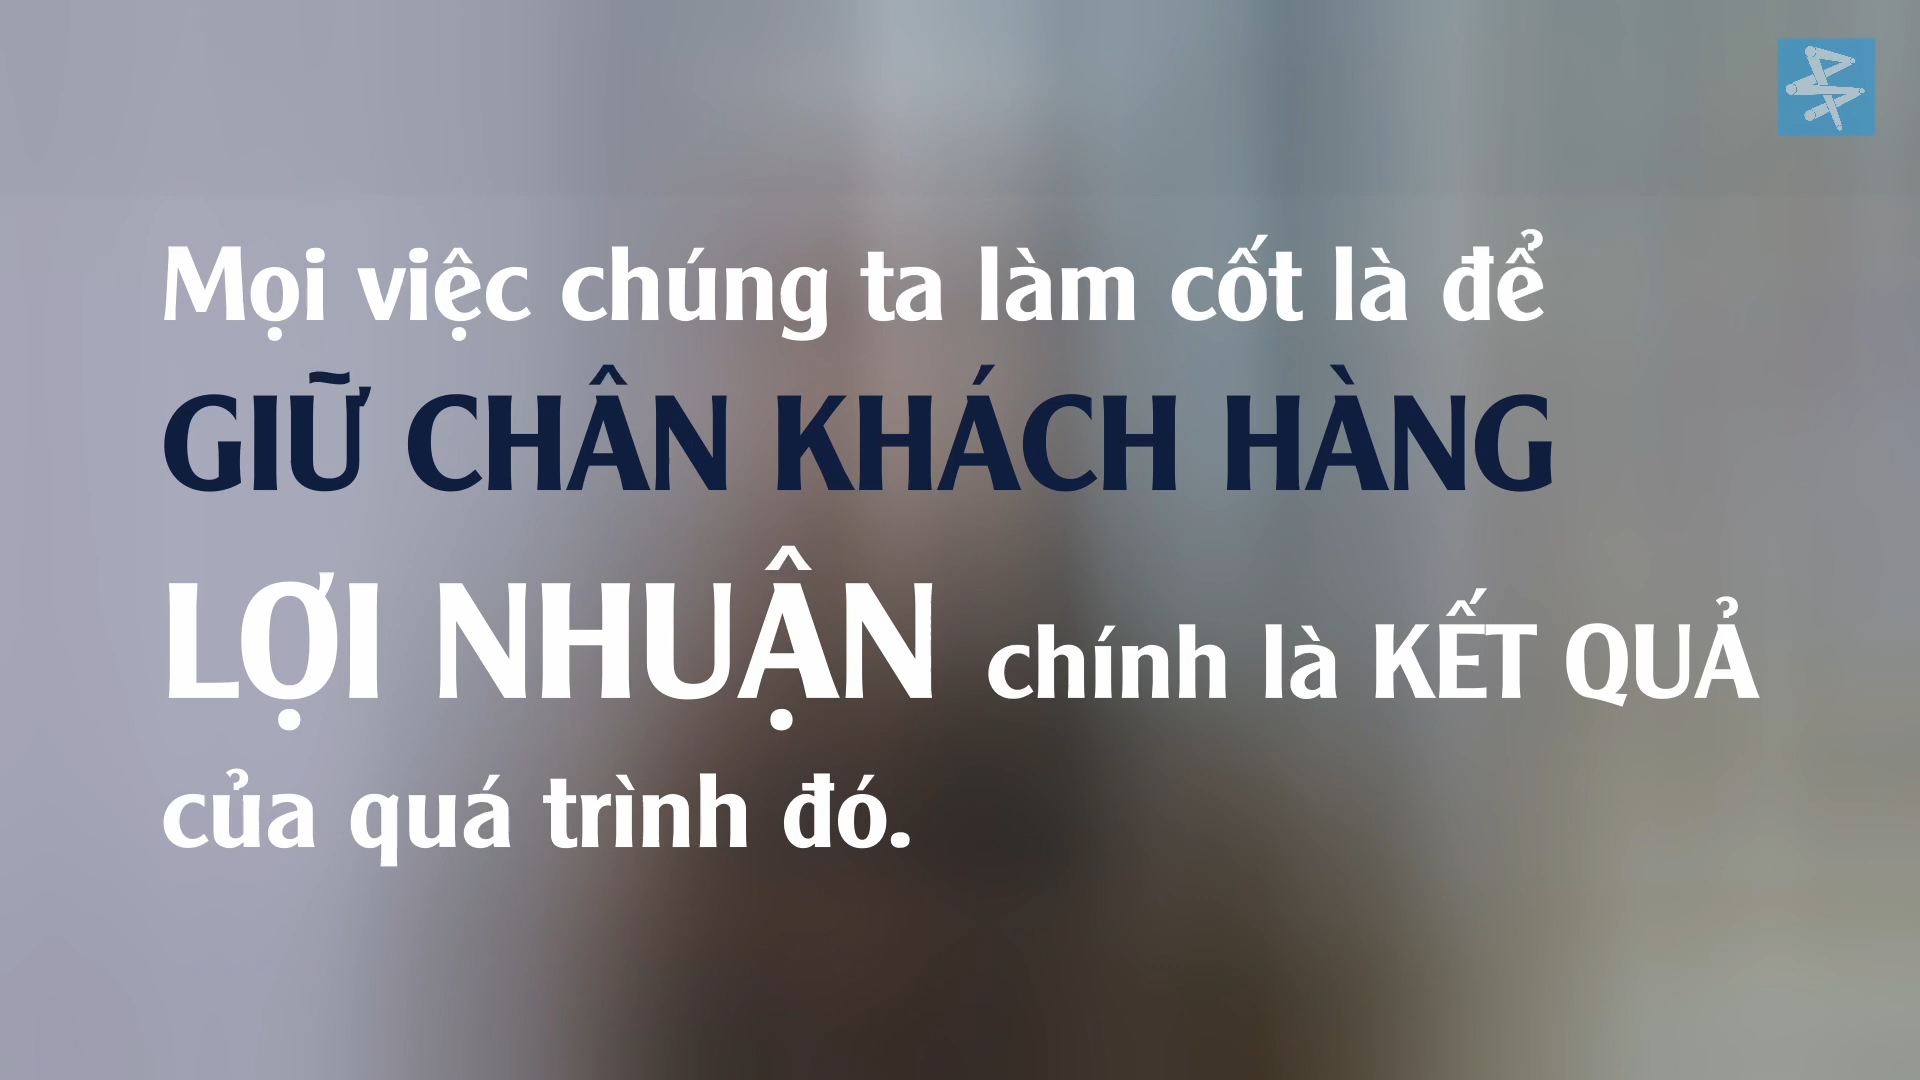 Mọi việc chúng ta làm cốt là để
GIỮ CHÂN KHÁCH HÀNG
LỢI NHUẬN chính là KẾT QUẢ
của quá trình đó.